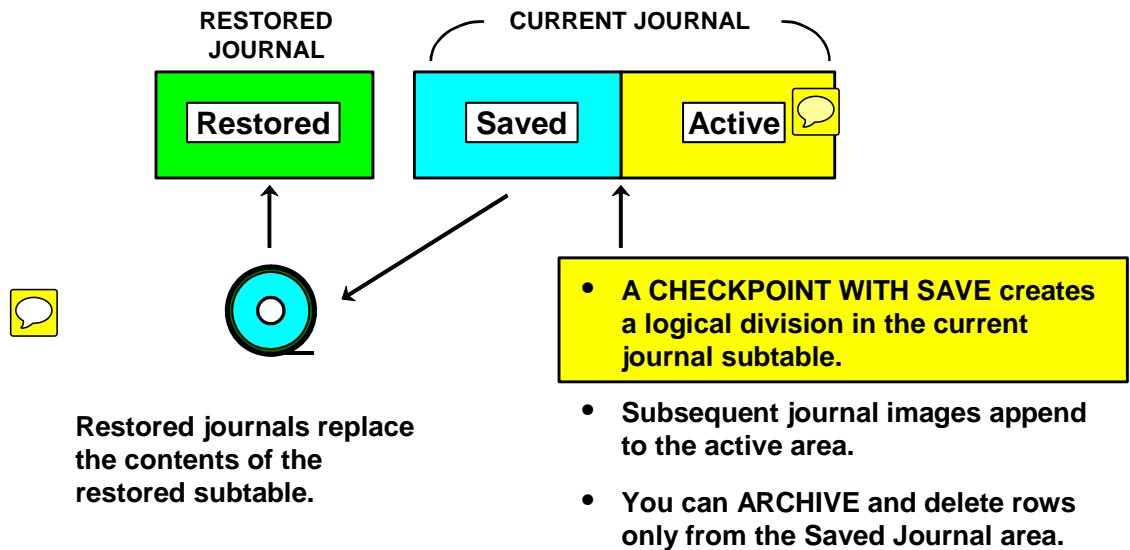 RESTORED
JOURNAL
CURRENT JOURNAL
Restored
Saved
Active
• A CHECKPOINT WITH SAVE creates
a logical division in the current
journal subtable.
• Subsequent journal images append
to the active area.
• You can ARCHIVE and delete rows
only from the Saved Journal area.
Restored journals replace
the contents of the
restored subtable.